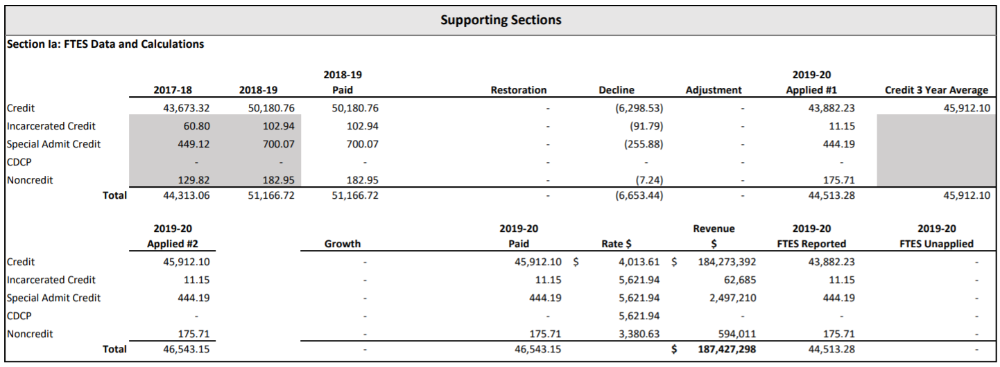 Supporting Sections
Section Ia: FTES Data and Calculations
2018-19 2019-20
2017-18 2018-19 Paid Restoration Decline Adjustment Applied #1 Credit 3 Year Average
Credit 43,673.32 50,180.76 50,180.76 - (6,298.53) - 43,882.23 45,912.10
Incarcerated Credit 60.80 102.94 102.94 - (91.79) - 11.15
Special Admit Credit 449.12 700.07 700.07 - (255.88) - 444.19
CDCP - - - - - - -
Noncredit 129.82 182.95 182.95 - (7.24) - 175.71
Total 44,313.06 51,166.72 51,166.72 - (6,653.44) - 44,513.28 45,912.10
2019-20 2019-20 Revenue 2019-20 2019-20
Applied #2 Growth Paid Rate $ $ FTES Reported FTES Unapplied
Credit 45,912.10 - 45,912.10 $ 4,013.61 $ 184,273,392 43,882.23 -
Incarcerated Credit 11.15 - 11.15 5,621.94 62,685 11.15 -
Special Admit Credit 444.19 - 444.19 5,621.94 2,497,210 444.19 -
CDCP - - - 5,621.94 - - -
Noncredit 175.71 - 175.71 3,380.63 594,011 175.71 -
Total 46,543.15 - 46,543.15 $ 187,427,298 44,513.28 -